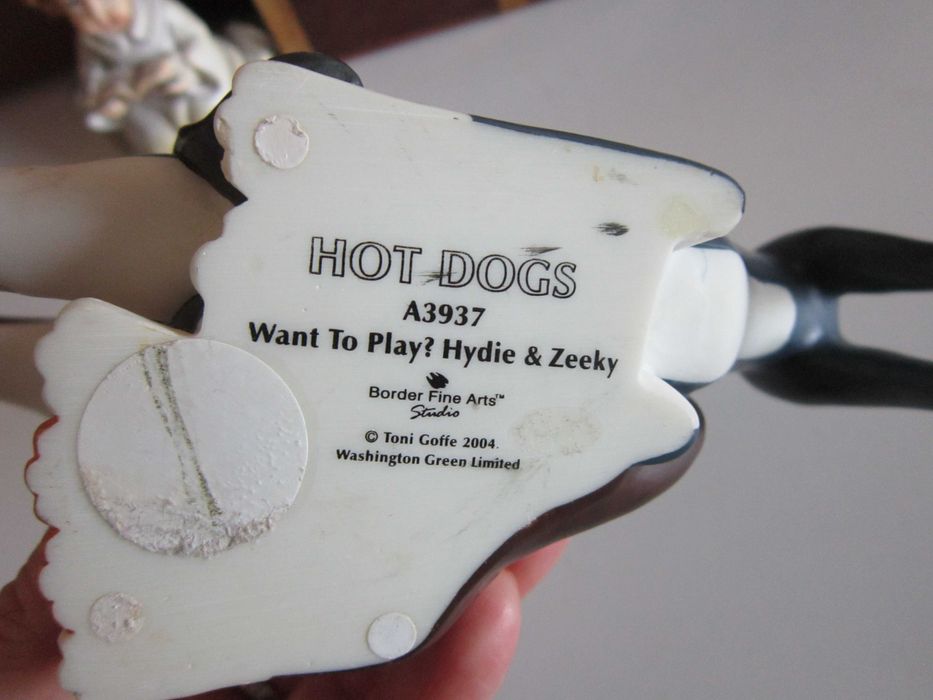 HOT DOGS
A3937
Want To Play? Hydie & Zeeky
Border Fine Arts™
Studio
© Toni Goffe 2004.
Washington Green Limited